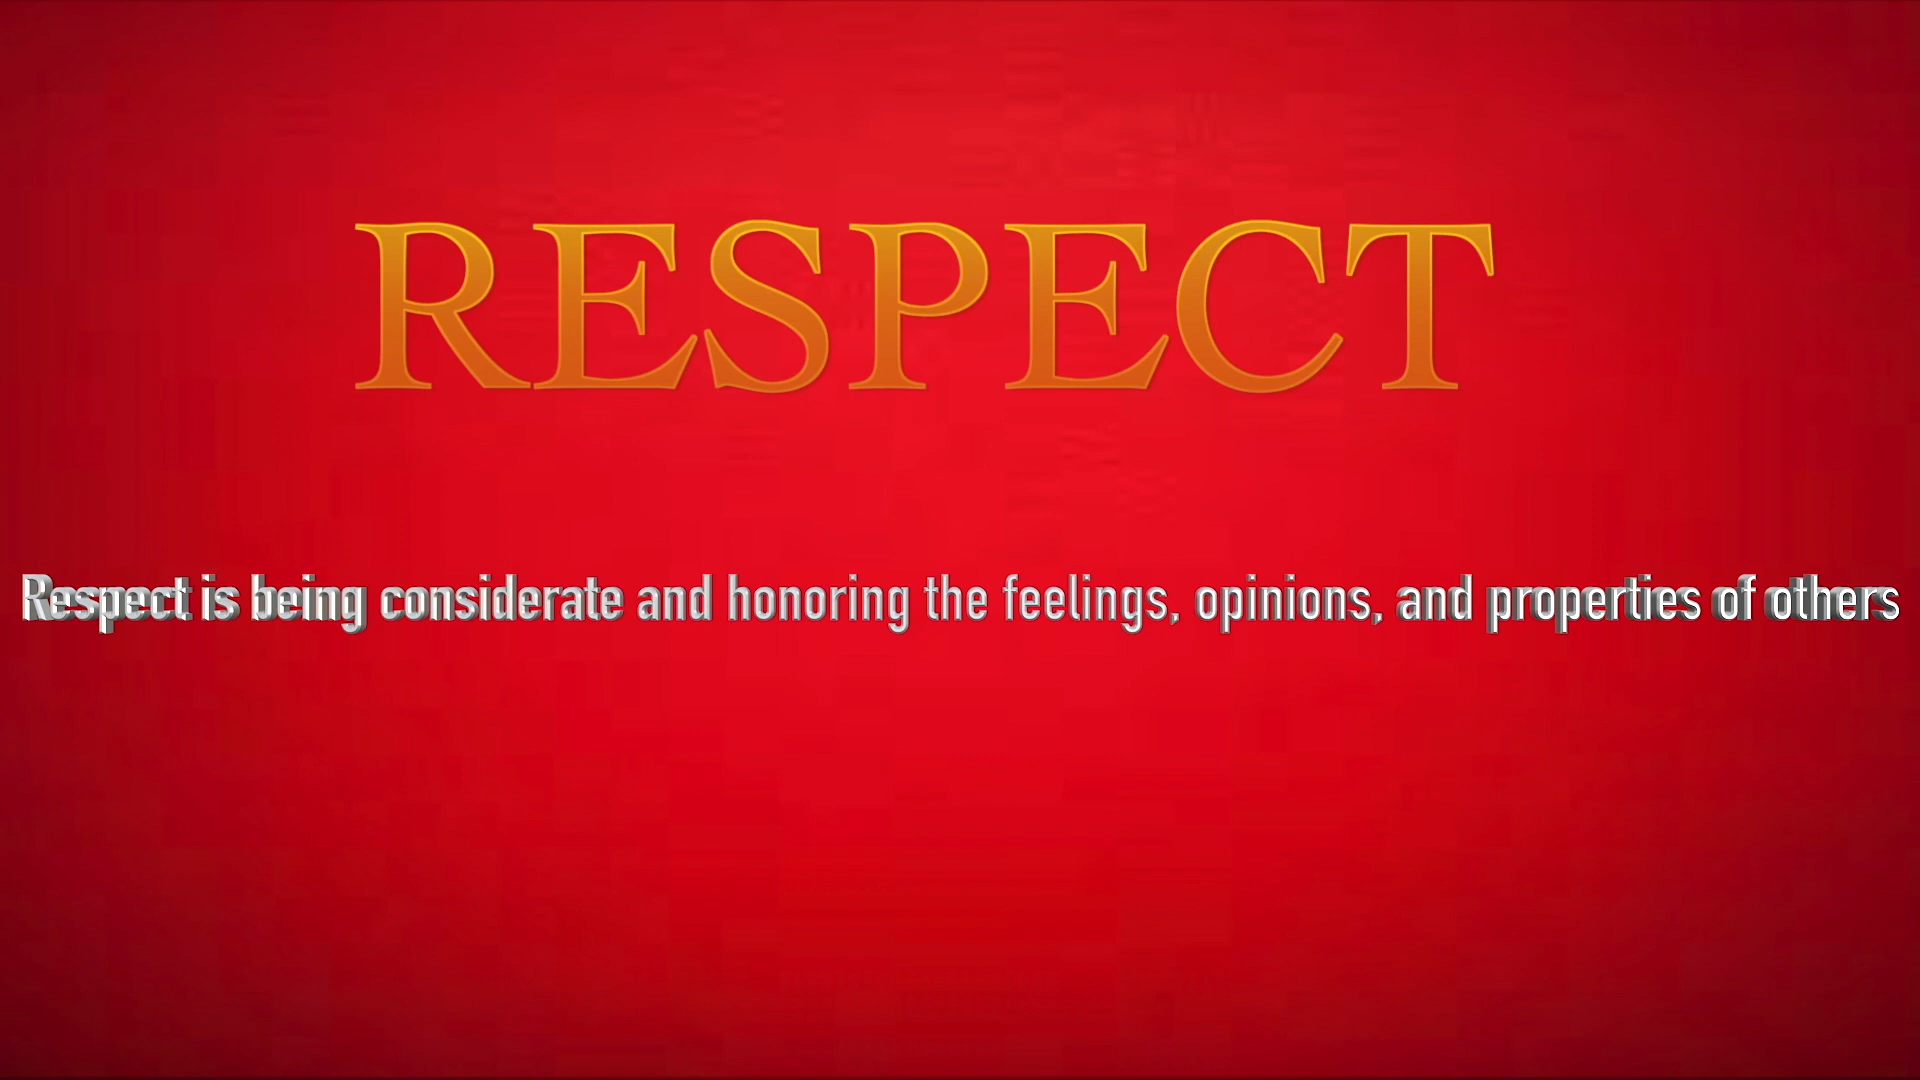 RESPECT
Respect is being considerate and honoring the feelings, opinions, and properties of others